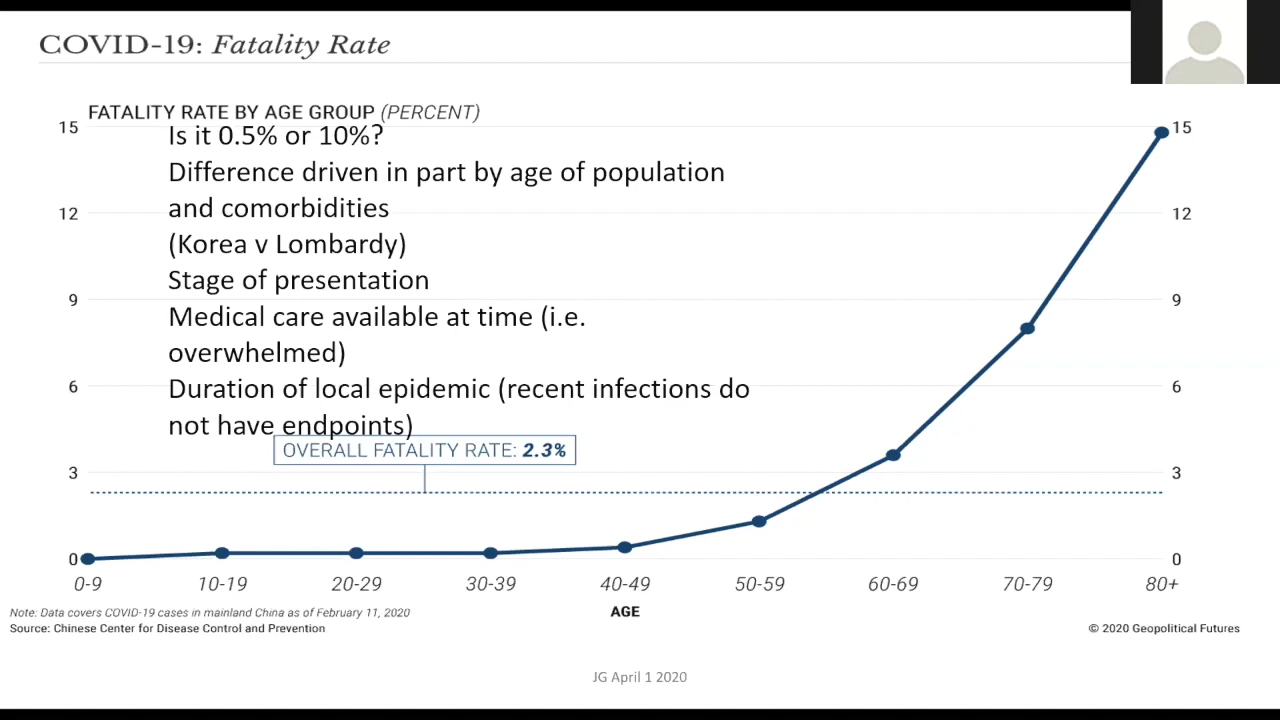 COVID-19: Fatality Rate
FATALITY RATE BY AGE GROUP (PERCENT)
15
15
Is it 0.5% or 10%?
Difference driven in part by age of population
and comorbidities
12
12
(Korea v Lombardy)
Stage of presentation
9
9
Medical care available at time (i.e.
overwhelmed)
6
6
Duration of local epidemic (recent infections do
not have endpoints)
OVERALL FATALITY RATE: 2.3%
3
3
0
0
0-9 10-19 20-29 30-39 40-49 50-59 60-69 70-79 80+
AGE
Note: Data covers COVID-19 cases in mainland China as of February 11, 2020
Source: Chinese Center for Disease Control and Prevention
© 2020 Geopolitical Futures
JG April 1 2020